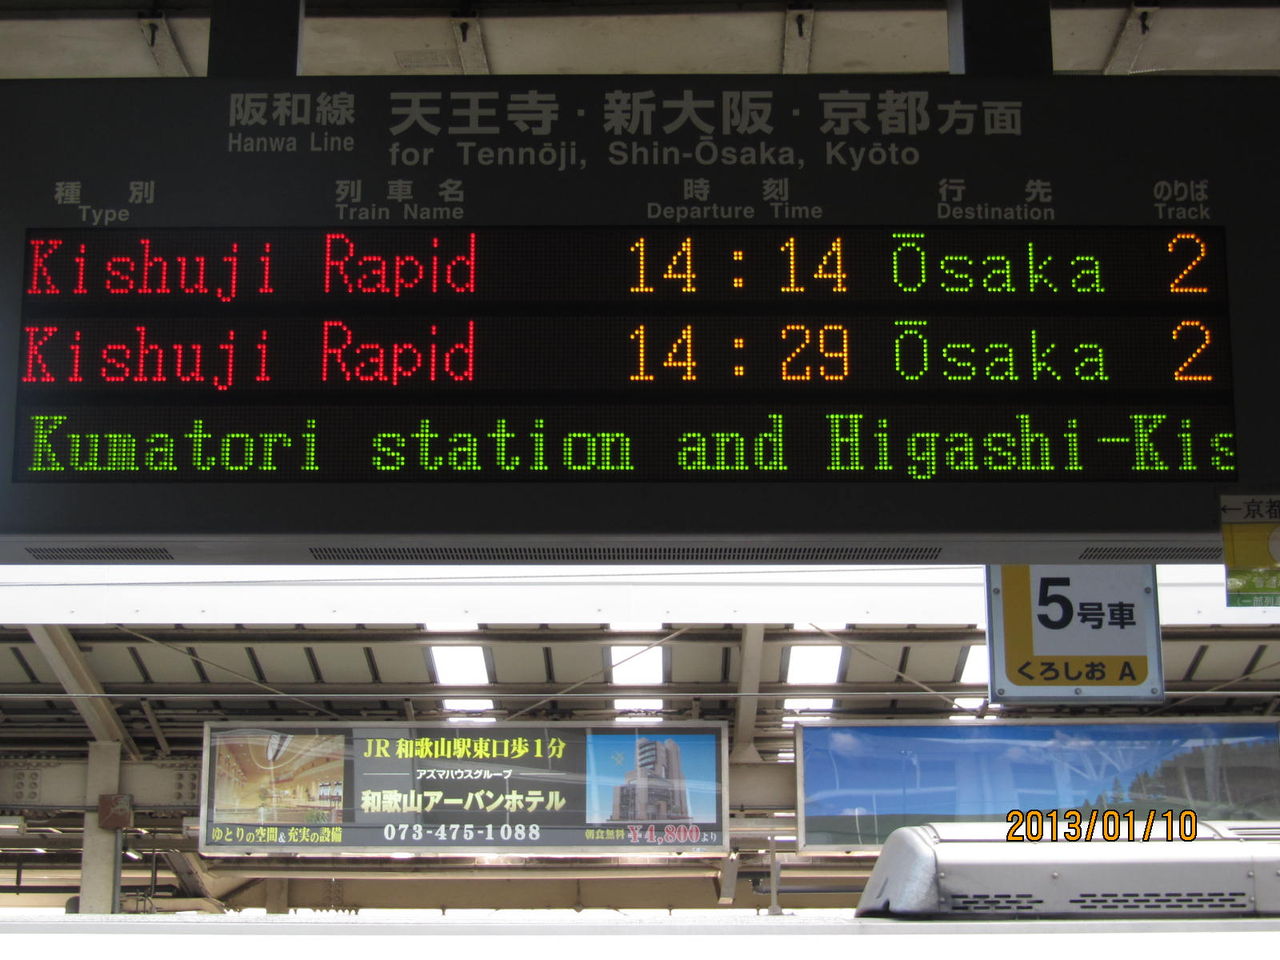 阪和線 天王寺・新大阪・京都方面
Hanwa Line for Tennōji, Shin-Ōsaka, Kyōto
種別 列車名 時刻 行先 のりば
Type Train Name Departure Time Destination Track
Kishuji Rapid 14:14 Ōsaka 2
Kishuji Rapid 14:29 Ōsaka 2
Kumatori station and Higashi-Kis
←京都
5号車
くろしお A
JR 和歌山駅東口歩1分
アズマハウスグループ
和歌山アーバンホテル
073-475-1088
ゆとりの空間&充実の設備
朝食無料 ¥4,800より
2013/01/10